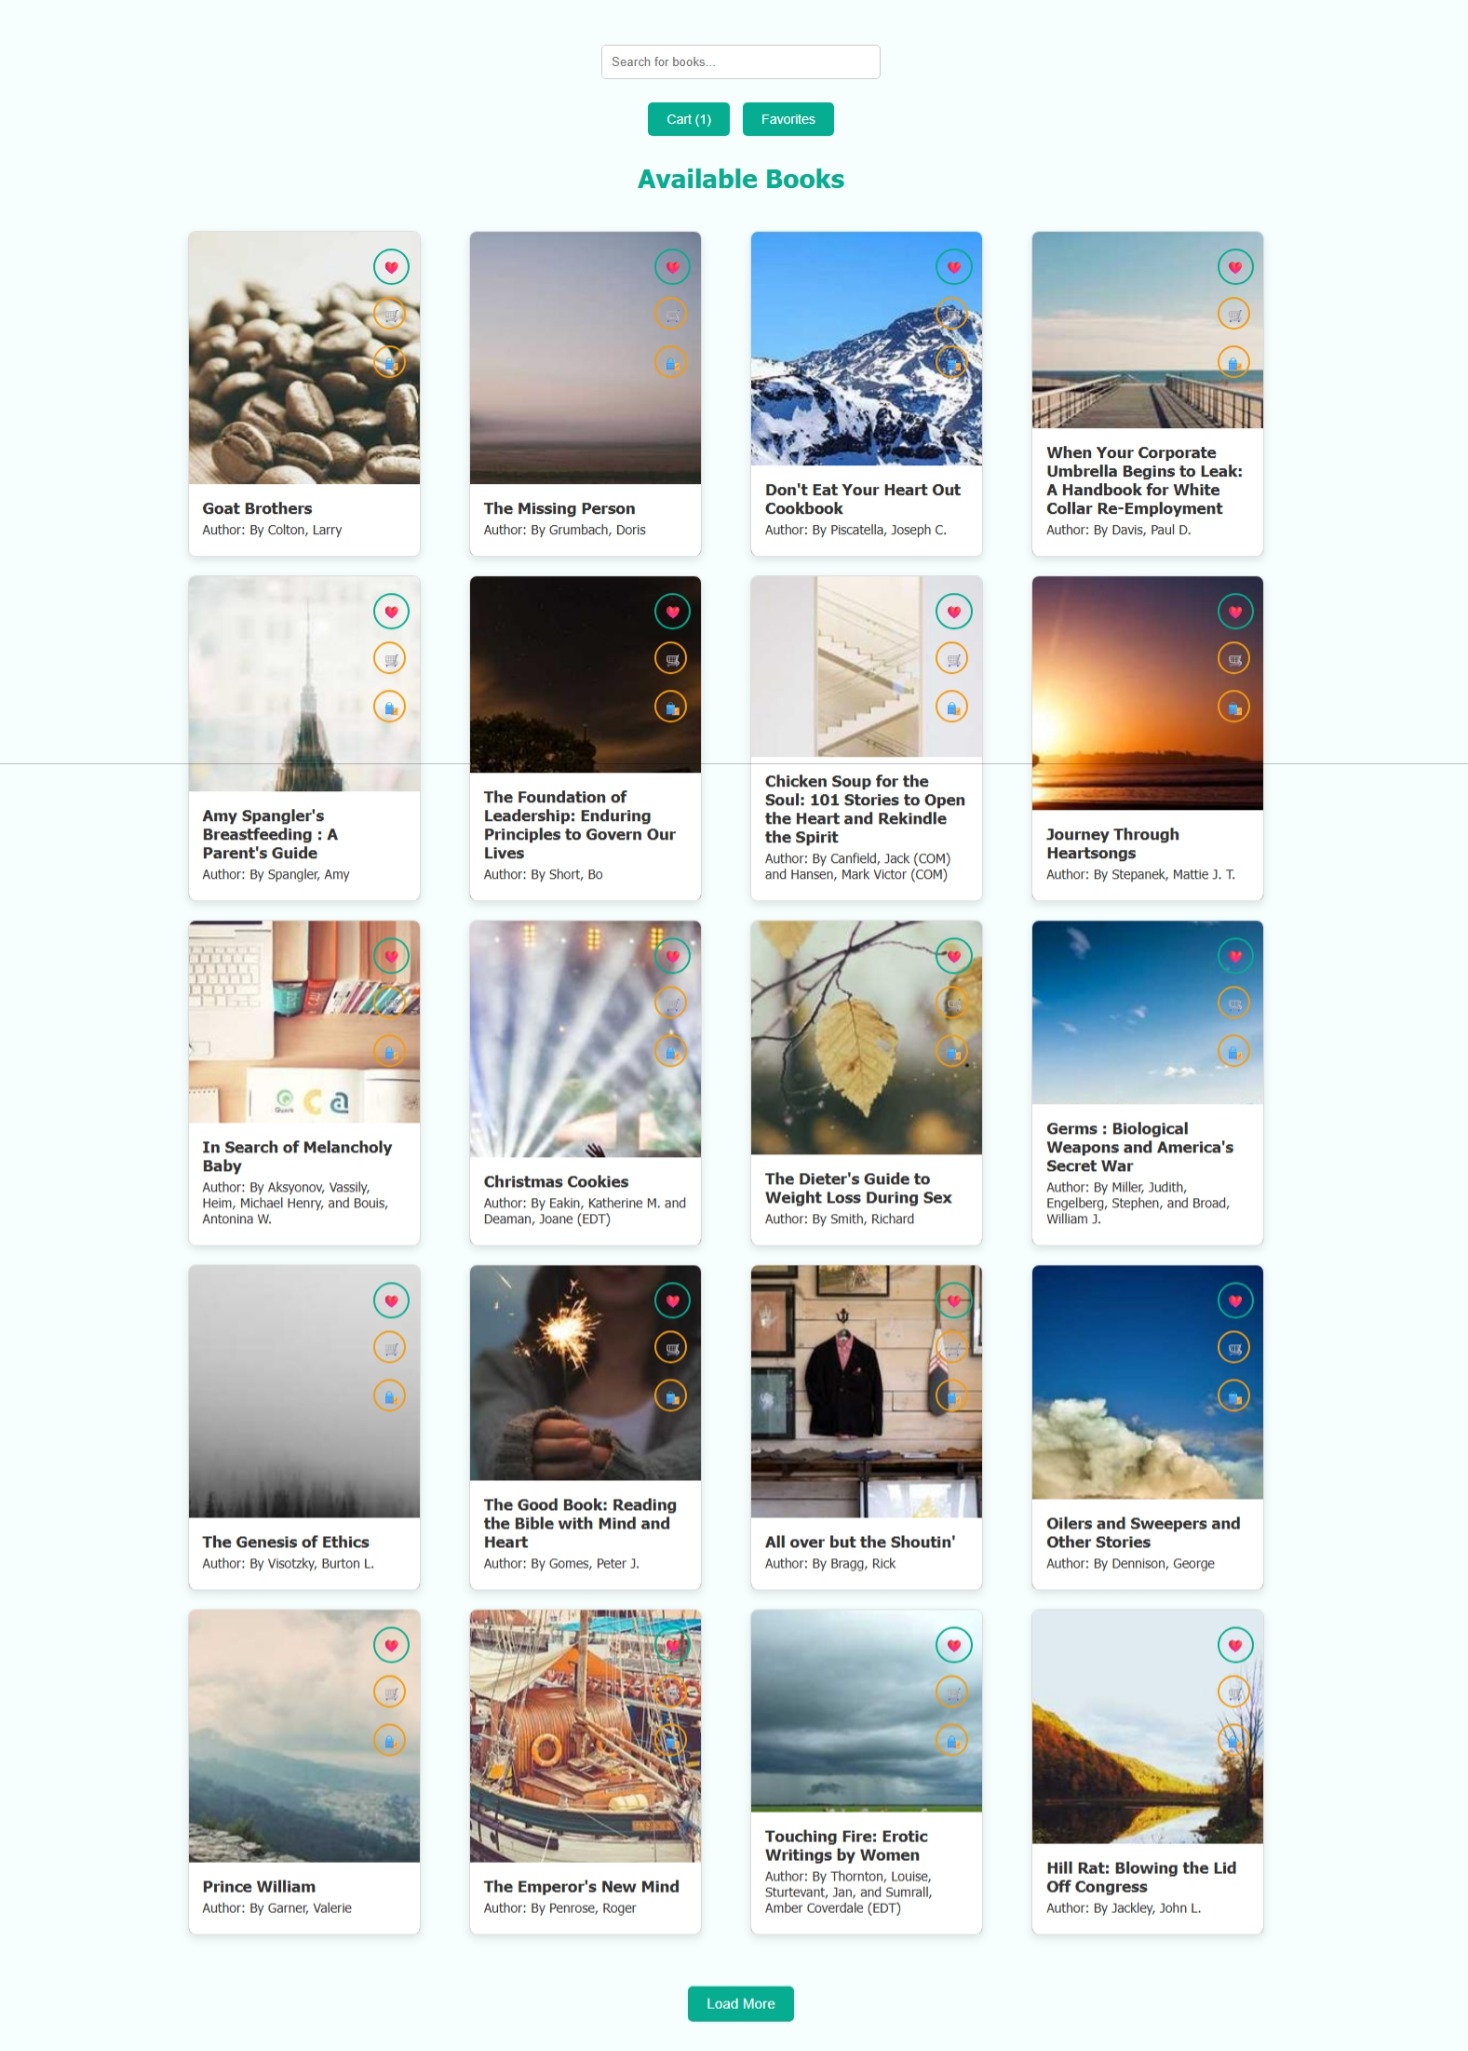 Search for books...
Cart (1)
Favorites
Available Books
Goat Brothers
Author: By Colton, Larry
The Missing Person
Author: By Grumbach, Doris
Don't Eat Your Heart Out
Cookbook
Author: By Piscatella, Joseph C.
When Your Corporate
Umbrella Begins to Leak:
A Handbook for White
Collar Re-Employment
Author: By Davis, Paul D.
Amy Spangler's
Breastfeeding : A
Parent's Guide
Author: By Spangler, Amy
The Foundation of
Leadership: Enduring
Principles to Govern Our
Lives
Author: By Short, Bo
Chicken Soup for the
Soul: 101 Stories to Open
the Heart and Rekindle
the Spirit
Author: By Canfield, Jack (COM)
and Hansen, Mark Victor (COM)
Journey Through
Heartsongs
Author: By Stepanek, Mattie J. T.
In Search of Melancholy
Baby
Author: By Aksyonov, Vassily,
Heim, Michael Henry, and Bouis,
Antonina W.
Christmas Cookies
Author: By Eakin, Katherine M. and
Deaman, Joane (EDT)
The Dieter's Guide to
Weight Loss During Sex
Author: By Smith, Richard
Germs : Biological
Weapons and America's
Secret War
Author: By Miller, Judith,
Engelberg, Stephen, and Broad,
William J.
The Genesis of Ethics
Author: By Visotzky, Burton L.
The Good Book: Reading
the Bible with Mind and
Heart
Author: By Gomes, Peter J.
All over but the Shoutin'
Author: By Bragg, Rick
Oilers and Sweepers and
Other Stories
Author: By Dennison, George
Prince William
Author: By Garner, Valerie
The Emperor's New Mind
Author: By Penrose, Roger
Touching Fire: Erotic
Writings by Women
Author: By Thornton, Louise,
Sturtevant, Jan, and Sumrall,
Amber Coverdale (EDT)
Hill Rat: Blowing the Lid
Off Congress
Author: By Jackley, John L.
Load More